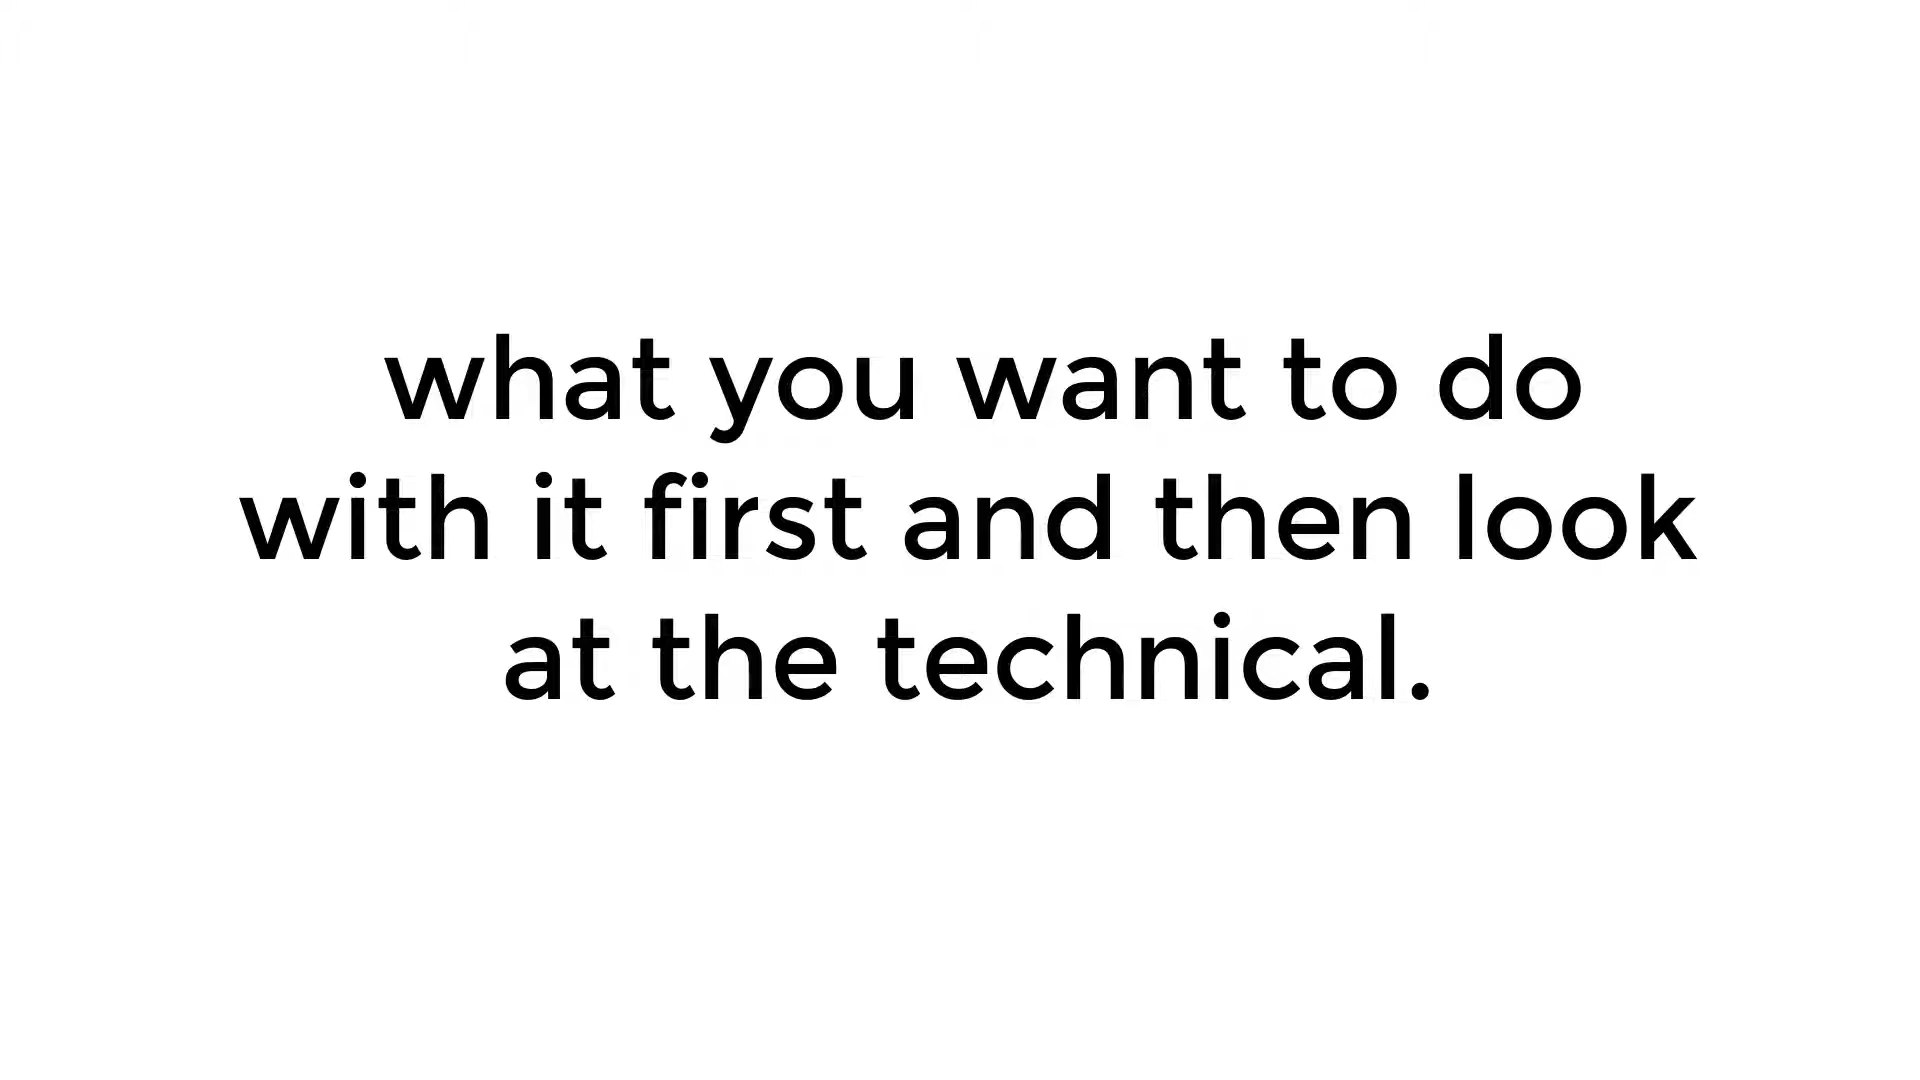 what you want to do
with it first and then look
at the technical.